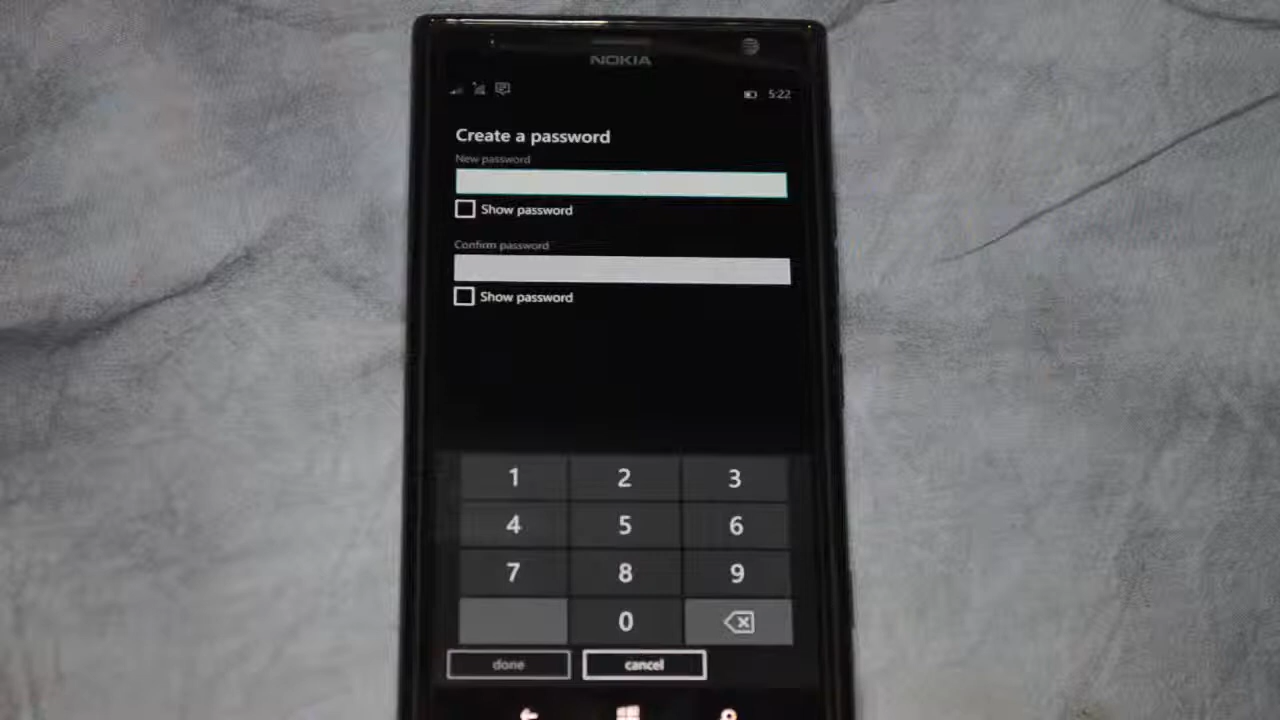 NOKIA
5:22
Create a password
New password
Show password
Confirm password
Show password
1 2 3
4 5 6
7 8 9
0
done cancel